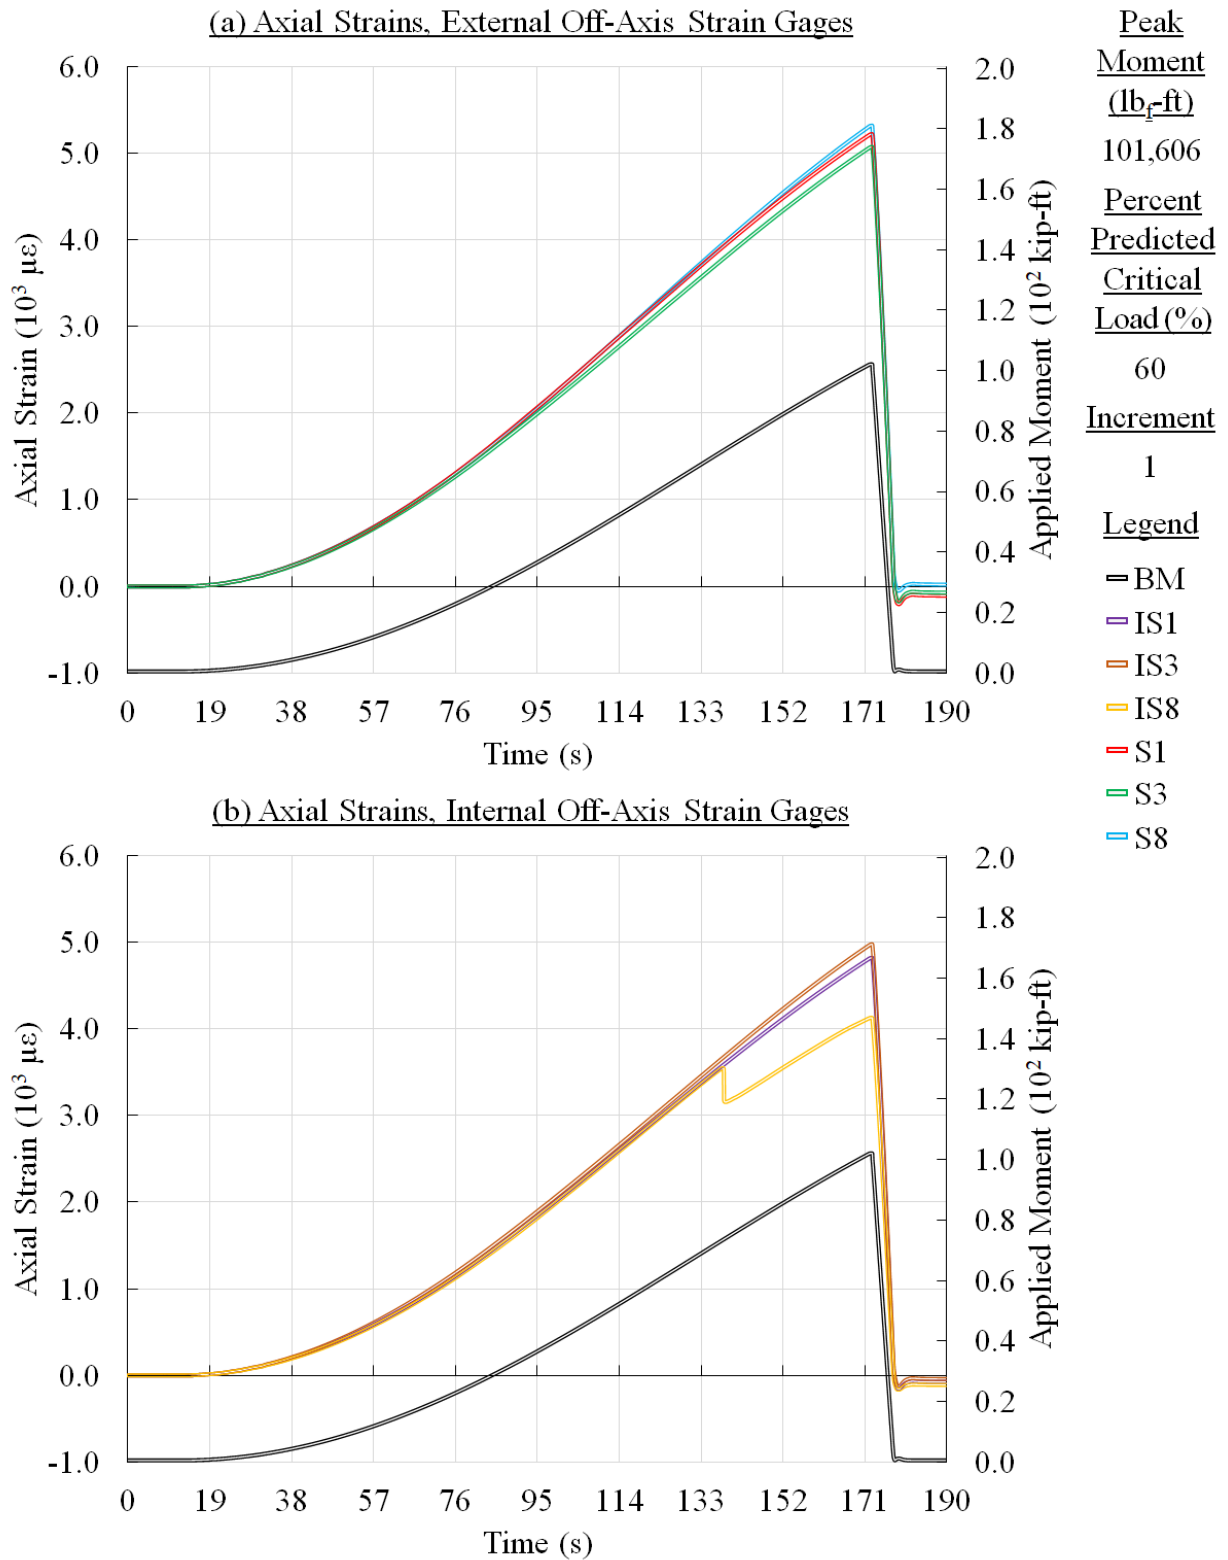 (a) Axial Strains, External Off-Axis Strain Gages
6.0
5.0
4.0
3.0
2.0
1.0
0.0
-1.0
Axial Strain (10³ με)
2.0
1.8
1.6
1.4
1.2
1.0
0.8
0.6
0.4
0.2
0.0
Applied Moment (10² kip-ft)
0 19 38 57 76 95 114 133 152 171 190
Time (s)
(b) Axial Strains, Internal Off-Axis Strain Gages
6.0
5.0
4.0
3.0
2.0
1.0
0.0
-1.0
Axial Strain (10³ με)
2.0
1.8
1.6
1.4
1.2
1.0
0.8
0.6
0.4
0.2
0.0
Applied Moment (10² kip-ft)
0 19 38 57 76 95 114 133 152 171 190
Time (s)
Peak
Moment
(lbf-ft)
101,606
Percent
Predicted
Critical
Load (%)
60
Increment
1
Legend
BM
IS1
IS3
IS8
S1
S3
S8